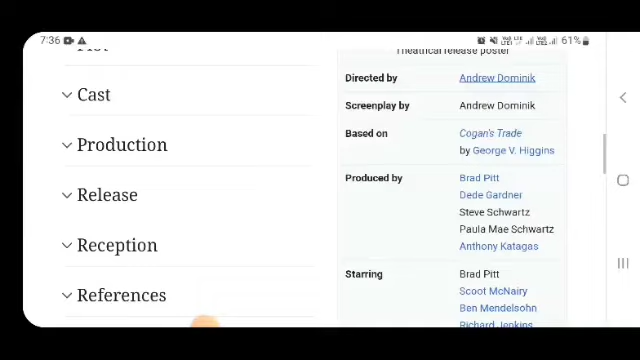 7:36
61%
Theatrical release poster
Directed by Andrew Dominik
Cast
Screenplay by Andrew Dominik
Based on Cogan's Trade
by George V. Higgins
Production
Produced by Brad Pitt
Dede Gardner
Release
Steve Schwartz
Paula Mae Schwartz
Reception
Anthony Katagas
Starring Brad Pitt
References
Scoot McNairy
Ben Mendelsohn
Richard Jenkins